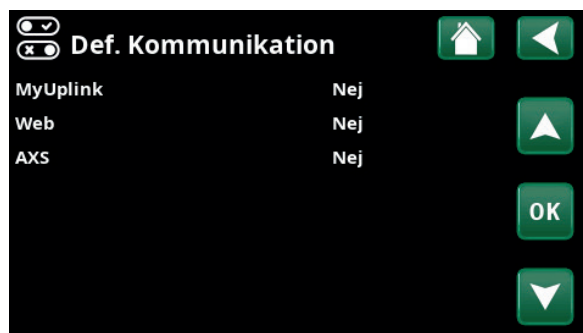 Def. Kommunikation
MyUplink Nej
Web Nej
AXS Nej
OK